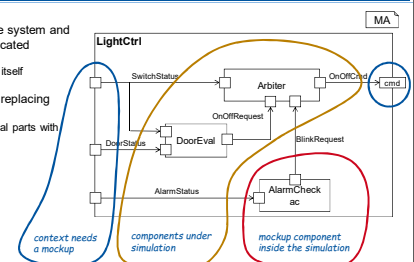 MA
e system and
cated
itself
replacing
al parts with
LightCtrl
SwitchStatus
Arbiter
OnOffCmd
cmd
OnOffRequest
DoorStatus
DoorEval
BlinkRequest
AlarmStatus
AlarmCheck
ac
context needs
a mockup
components under
simulation
mockup component
inside the simulation